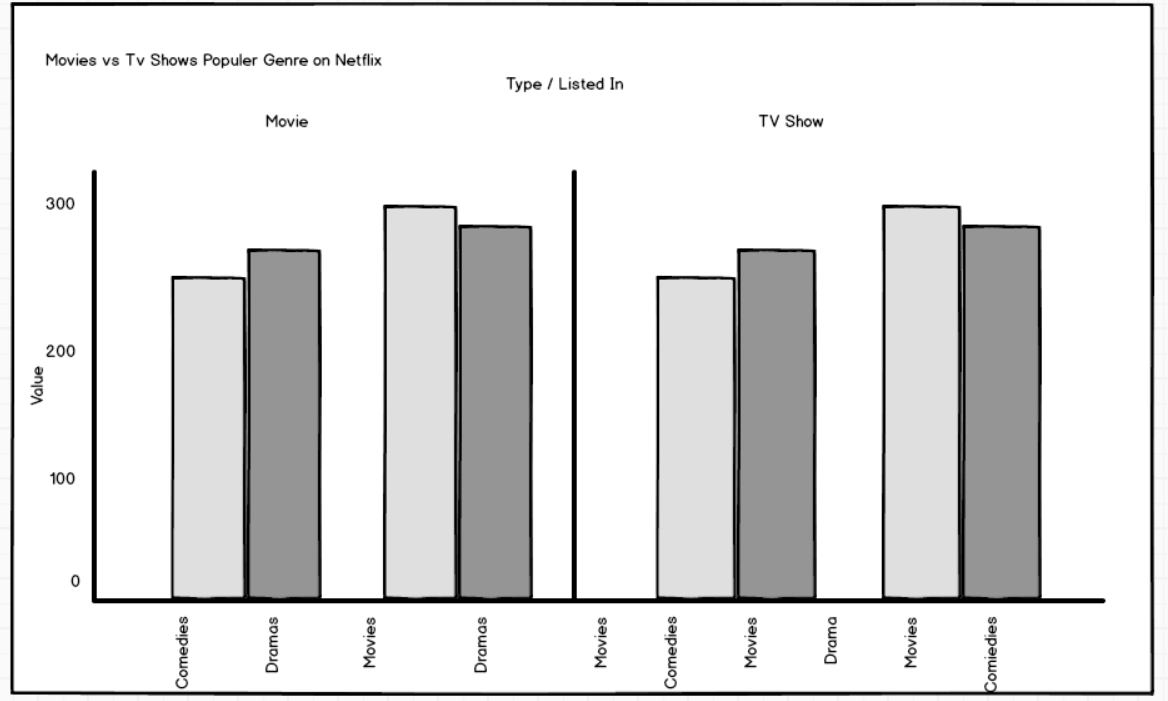 Movies vs Tv Shows Populer Genre on Netflix
Type / Listed In
Movie
TV Show
300
200
100
0
Value
Comedies
Dramas
Movies
Dramas
Movies
Comedies
Movies
Drama
Movies
Comiedies